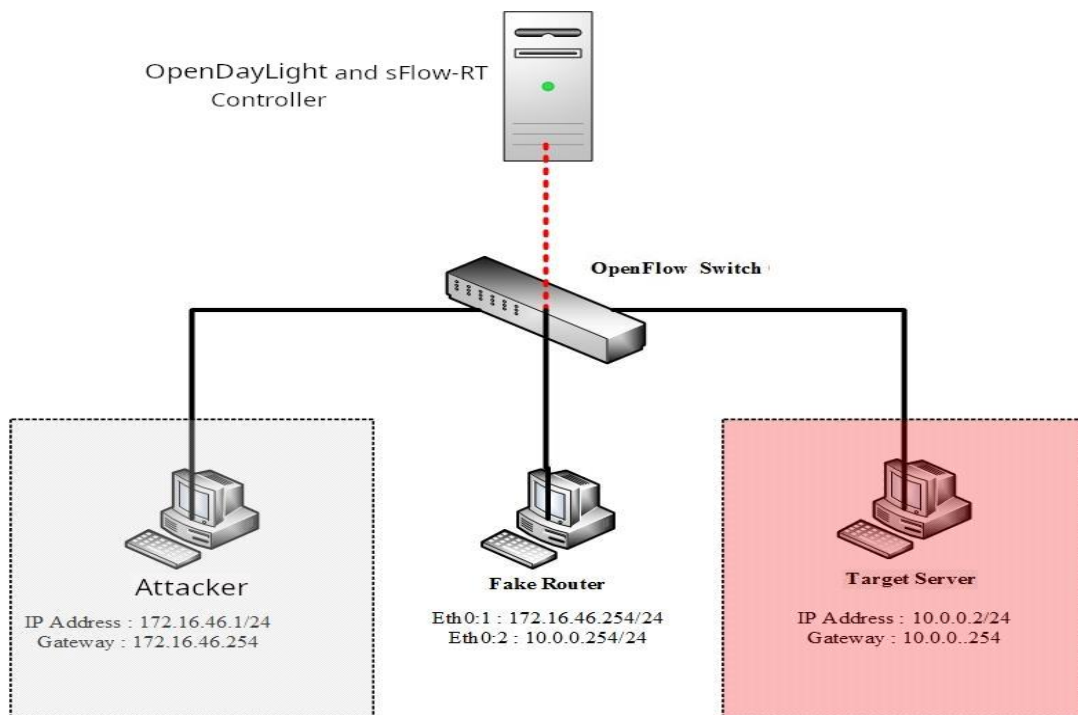 OpenDayLight and sFlow-RT
Controller
OpenFlow Switch
Attacker
IP Address : 172.16.46.1/24
Gateway : 172.16.46.254
Fake Router
Eth0:1 : 172.16.46.254/24
Eth0:2 : 10.0.0.254/24
Target Server
IP Address : 10.0.0.2/24
Gateway : 10.0.0..254